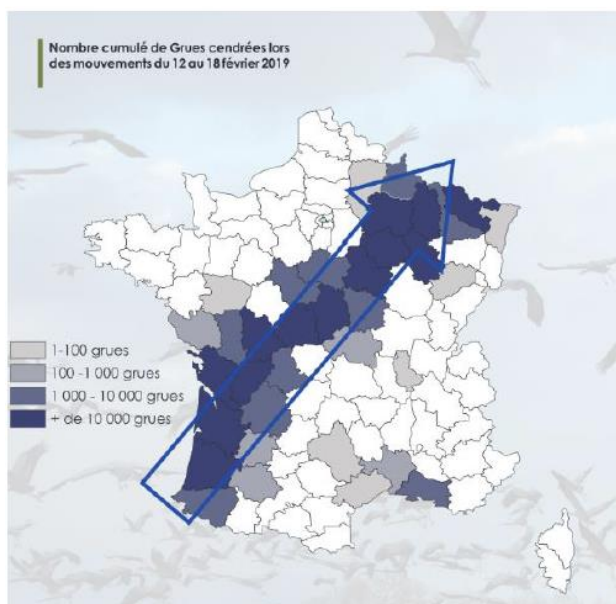 Nombre cumulé de Grues cendrées lors
des mouvements du 12 au 18 février 2019
1-100 grues
100 -1 000 grues
1 000 - 10 000 grues
+ de 10 000 grues